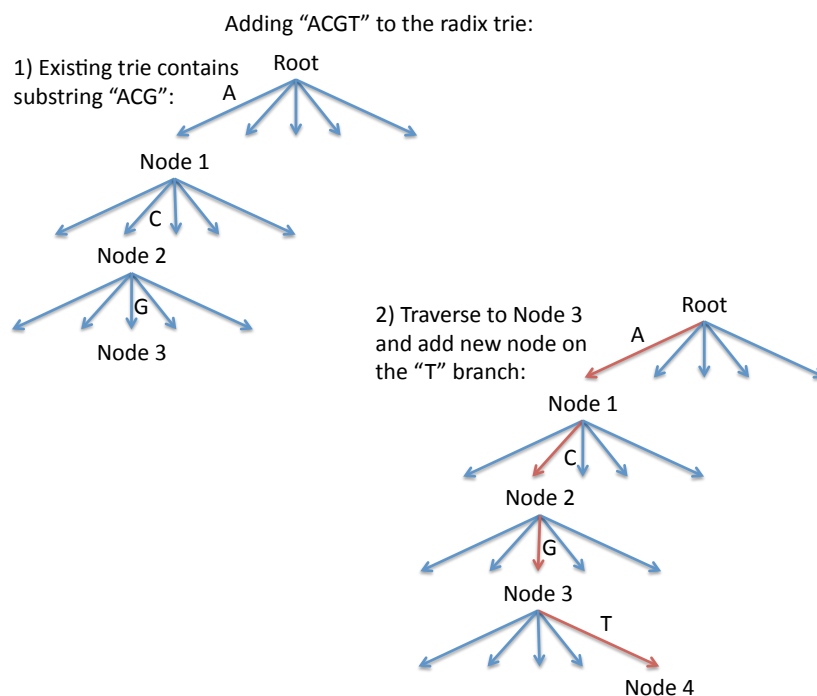 Adding “ACGT” to the radix trie:
1) Existing trie contains
substring “ACG”:
Root
A
Node 1
C
Node 2
G
Node 3
2) Traverse to Node 3
and add new node on
the “T” branch:
Root
A
Node 1
C
Node 2
G
Node 3
T
Node 4